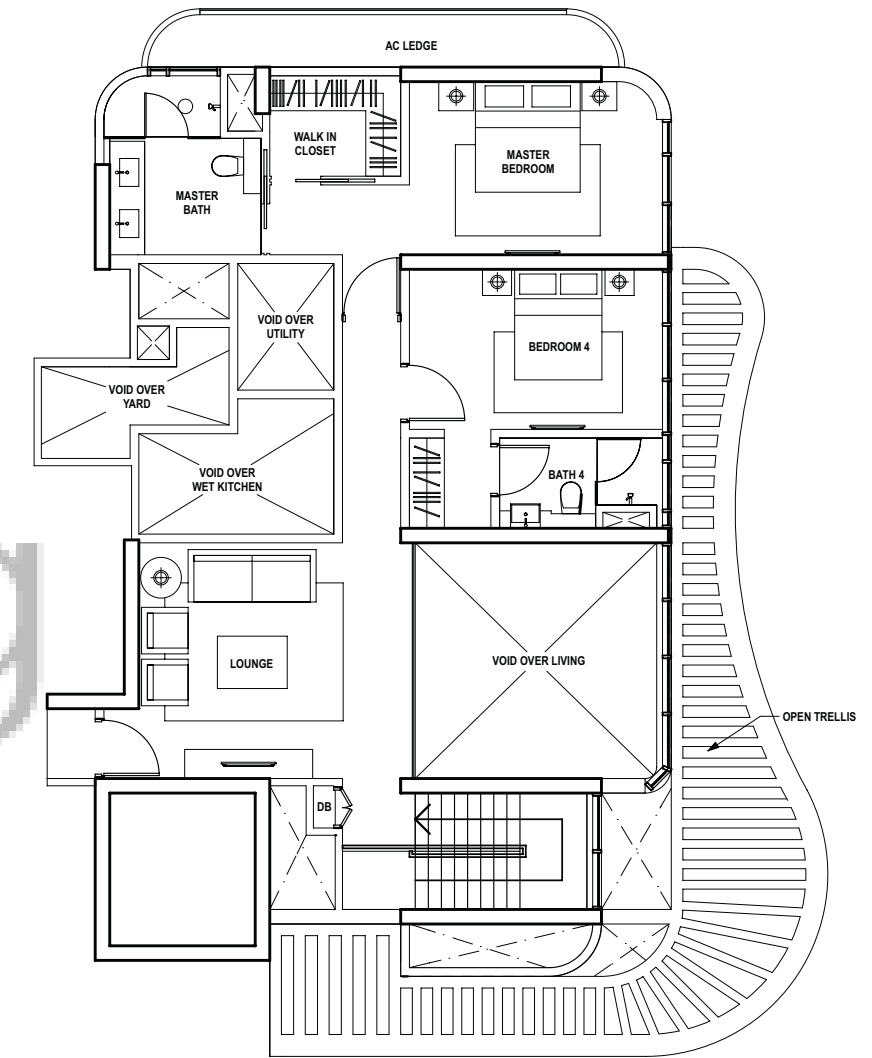 AC LEDGE
WALK IN
CLOSET
MASTER
BEDROOM
MASTER
BATH
VOID OVER
UTILITY
BEDROOM 4
VOID OVER
YARD
VOID OVER
WET KITCHEN
BATH 4
LOUNGE
VOID OVER LIVING
OPEN TRELLIS
DB